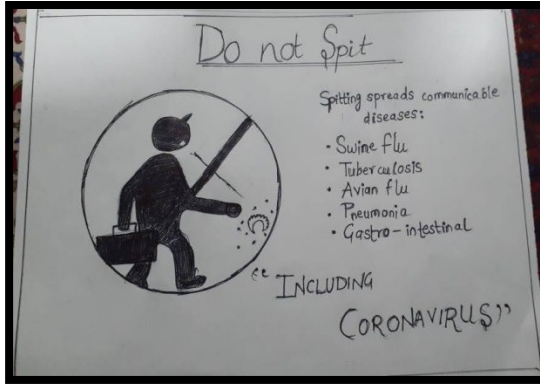 Do not Spit
Spitting spreads communicable
diseases:
• Swine flu
• Tuberculosis
• Avian flu
• Pneumonia
• Gastro-intestinal
“INCLUDING
CORONAVIRUS”